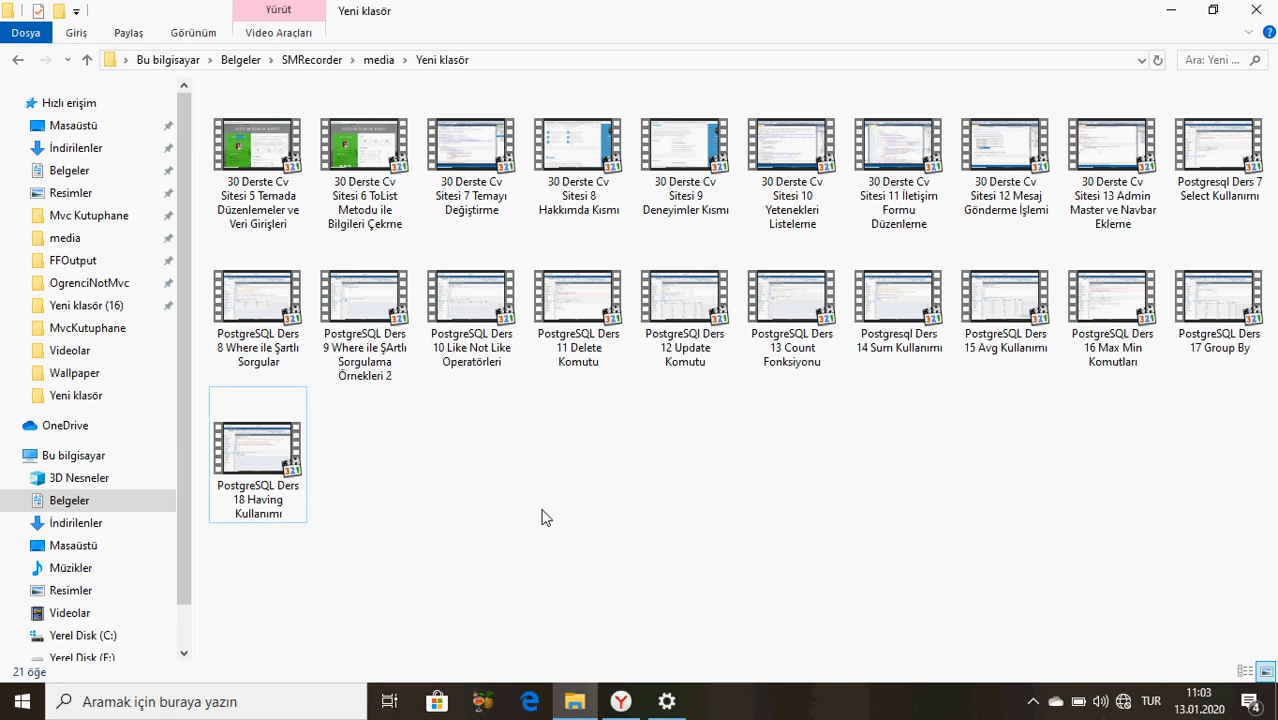 Yürüt
Yeni klasör
Dosya
Giriş
Paylaş
Görünüm
Video Araçları
Bu bilgisayar > Belgeler > SMRecorder > media > Yeni klasör
Ara: Yeni ...
Hızlı erişim
Masaüstü
İndirilenler
Belgeler
Resimler
Mvc Kutuphane
media
FFOutput
OgrenciNotMvc
Yeni klasör (16)
MvcKutuphane
Videolar
Wallpaper
Yeni klasör
OneDrive
Bu bilgisayar
3D Nesneler
Belgeler
İndirilenler
Masaüstü
Müzikler
Resimler
Videolar
Yerel Disk (C:)
Yerel Disk (F:)
30 Derste Cv
Sitesi 5 Temada
Düzenlemeler ve
Veri Girişleri
30 Derste Cv
Sitesi 6 ToList
Metodu ile
Bilgileri Çekme
30 Derste Cv
Sitesi 7 Temayı
Değiştirme
30 Derste Cv
Sitesi 8
Hakkımda Kısmı
30 Derste Cv
Sitesi 9
Deneyimler Kısmı
30 Derste Cv
Sitesi 10
Yetenekleri
Listeleme
30 Derste Cv
Sitesi 11 İletişim
Formu
Düzenleme
30 Derste Cv
Sitesi 12 Mesaj
Gönderme İşlemi
30 Derste Cv
Sitesi 13 Admin
Master ve Navbar
Ekleme
Postgresql Ders 7
Select Kullanımı
PostgreSQL Ders
8 Where ile Şartlı
Sorgular
PostgreSQL Ders
9 Where ile ŞArtlı
Sorgulama
Örnekleri 2
PostgreSQL Ders
10 Like Not Like
Operatörleri
PostgreSQL Ders
11 Delete
Komutu
PostgreSQl Ders
12 Update
Komutu
PostgreSQL Ders
13 Count
Fonksiyonu
Postgresql Ders
14 Sum Kullanımı
PostgreSQL Ders
15 Avg Kullanımı
PostgreSQL Ders
16 Max Min
Komutları
PostgreSQL Ders
17 Group By
PostgreSQL Ders
18 Having
Kullanımı
21 öğe
Aramak için buraya yazın
TUR
11:03
13.01.2020
4